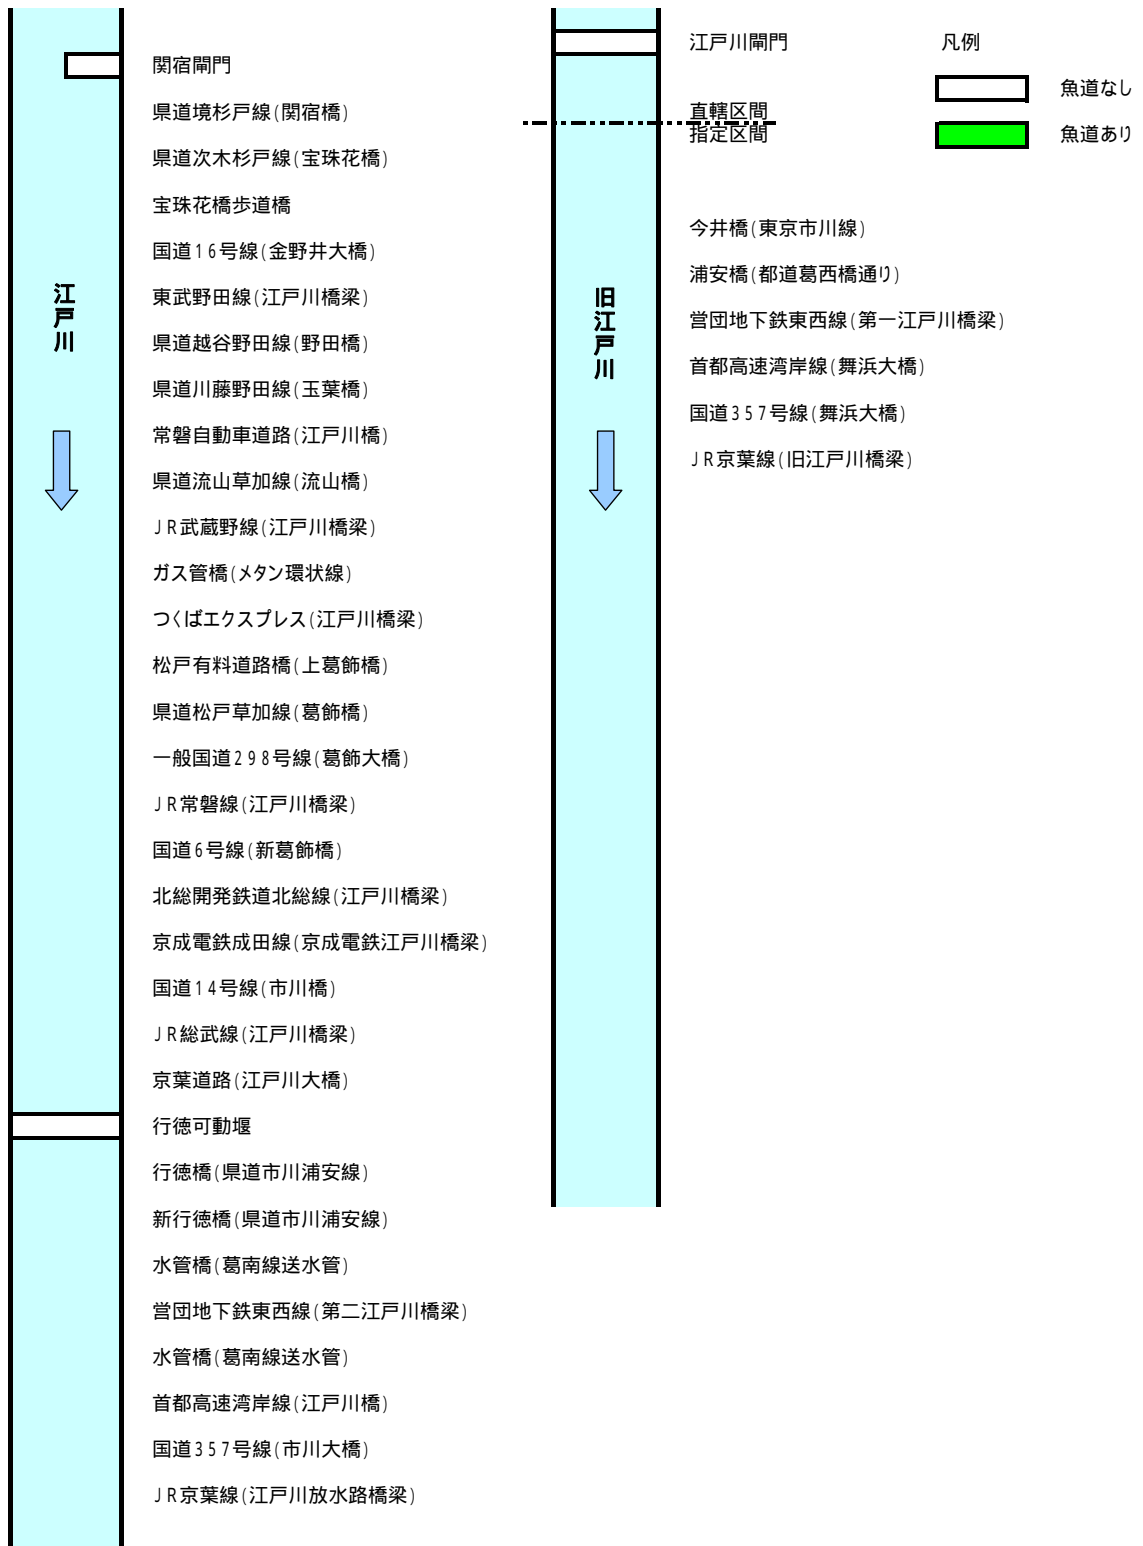 江戸川
関宿閘門
県道境杉戸線(関宿橋)
県道次木杉戸線(宝珠花橋)
宝珠花橋歩道橋
国道16号線(金野井大橋)
東武野田線(江戸川橋梁)
県道越谷野田線(野田橋)
県道川藤野田線(玉葉橋)
常磐自動車道路(江戸川橋)
県道流山草加線(流山橋)
JR武蔵野線(江戸川橋梁)
ガス管橋(メタン環状線)
つくばエクスプレス(江戸川橋梁)
松戸有料道路橋(上葛飾橋)
県道松戸草加線(葛飾橋)
一般国道298号線(葛飾大橋)
JR常磐線(江戸川橋梁)
国道6号線(新葛飾橋)
北総開発鉄道北総線(江戸川橋梁)
京成電鉄成田線(京成電鉄江戸川橋梁)
国道14号線(市川橋)
JR総武線(江戸川橋梁)
京葉道路(江戸川大橋)
行徳可動堰
行徳橋(県道市川浦安線)
新行徳橋(県道市川浦安線)
水管橋(葛南線送水管)
営団地下鉄東西線(第二江戸川橋梁)
水管橋(葛南線送水管)
首都高速湾岸線(江戸川橋)
国道357号線(市川大橋)
JR京葉線(江戸川放水路橋梁)
旧江戸川
江戸川閘門
直轄区間
指定区間
今井橋(東京市川線)
浦安橋(都道葛西橋通り)
営団地下鉄東西線(第一江戸川橋梁)
首都高速湾岸線(舞浜大橋)
国道357号線(舞浜大橋)
JR京葉線(旧江戸川橋梁)
凡例
魚道なし
魚道あり